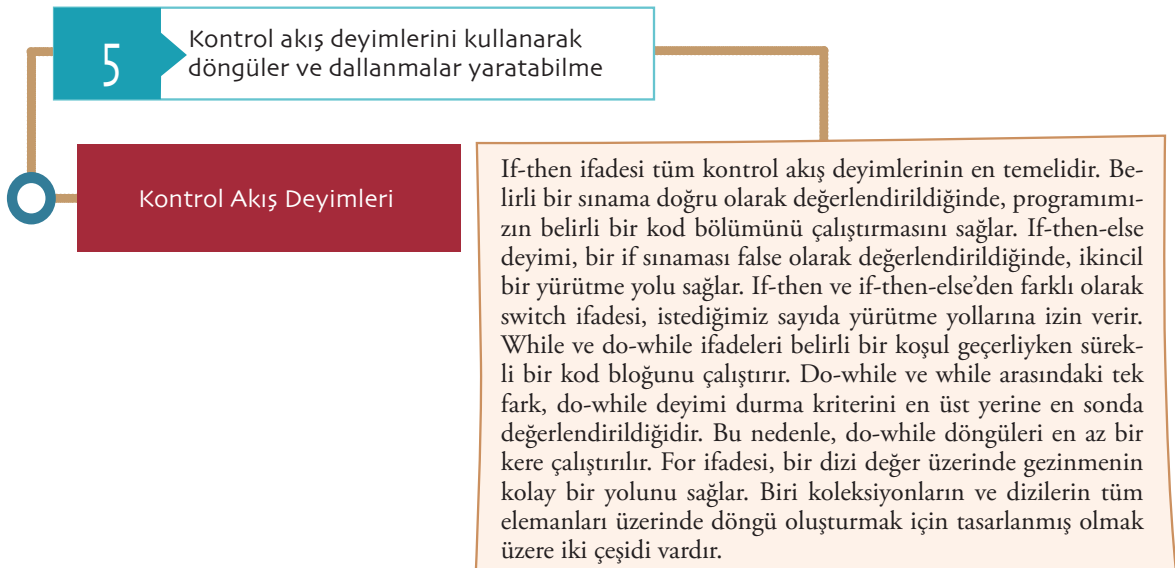 5
Kontrol akış deyimlerini kullanarak
döngüler ve dallanmalar yaratabilme
Kontrol Akış Deyimleri
If-then ifadesi tüm kontrol akış deyimlerinin en temelidir. Be-
lirli bir sınama doğru olarak değerlendirildiğinde, programımı-
zın belirli bir kod bölümünü çalıştırmasını sağlar. If-then-else
deyimi, bir if sınaması false olarak değerlendirildiğinde, ikincil
bir yürütme yolu sağlar. If-then ve if-then-else’den farklı olarak
switch ifadesi, istediğimiz sayıda yürütme yollarına izin verir.
While ve do-while ifadeleri belirli bir koşul geçerliyken sürek-
li bir kod bloğunu çalıştırır. Do-while ve while arasındaki tek
fark, do-while deyimi durma kriterini en üst yerine en sonda
değerlendirildiğidir. Bu nedenle, do-while döngüleri en az bir
kere çalıştırılır. For ifadesi, bir dizi değer üzerinde gezinmenin
kolay bir yolunu sağlar. Biri koleksiyonların ve dizilerin tüm
elemanları üzerinde döngü oluşturmak için tasarlanmış olmak
üzere iki çeşidi vardır.